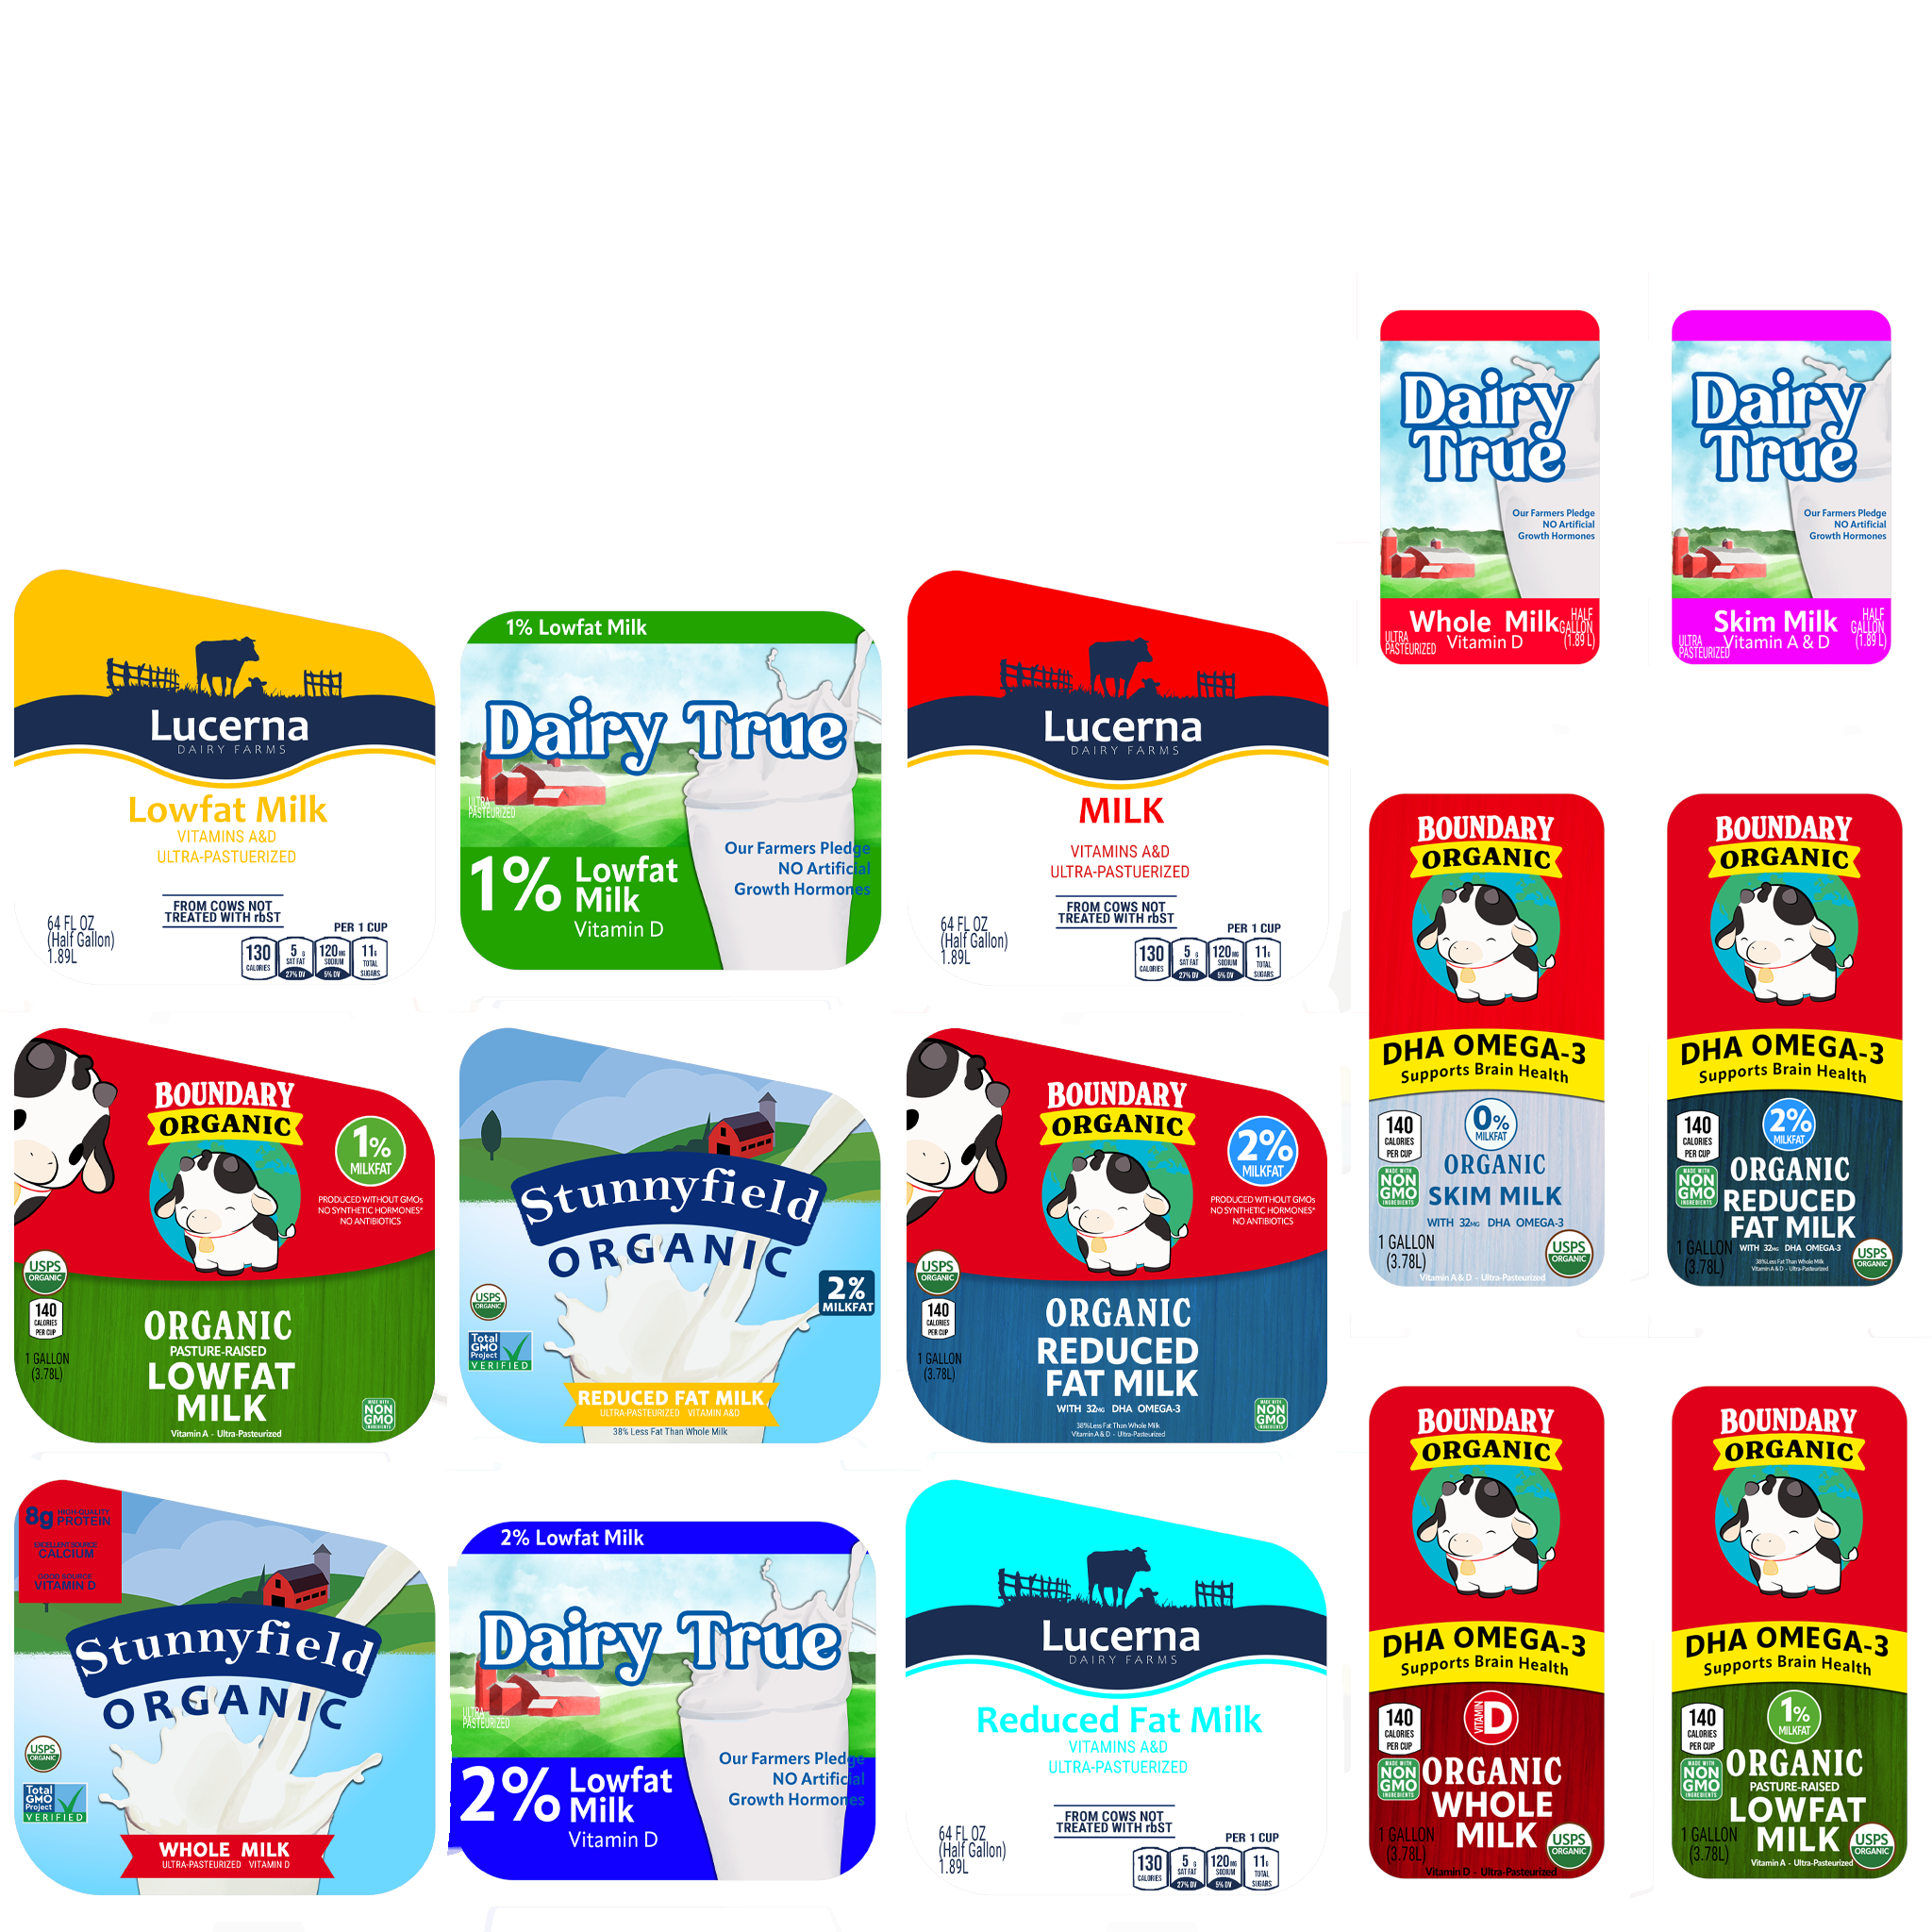 Dairy
True
Our Farmers Pledge
NO Artificial
Growth Hormones
Whole Milk
Vitamin D
ULTRA
PASTEURIZED
HALF
GALLON
(1.89 L)
Dairy
True
Our Farmers Pledge
NO Artificial
Growth Hormones
Skim Milk
Vitamin A & D
ULTRA
PASTEURIZED
HALF
GALLON
(1.89 L)
Lucerna
DAIRY FARMS
Lowfat Milk
VITAMINS A&D
ULTRA-PASTUERIZED
FROM COWS NOT
TREATED WITH rbST
64 FL OZ
(Half Gallon)
1.89L
PER 1 CUP
130
CALORIES
5 g
SAT FAT
27% DV
120 MG
SODIUM
5% DV
11g
TOTAL
SUGARS
1% Lowfat Milk
Dairy True
ULTRA
PASTEURIZED
1% Lowfat
Milk
Vitamin D
Our Farmers Pledge
NO Artificial
Growth Hormones
Lucerna
DAIRY FARMS
MILK
VITAMINS A&D
ULTRA-PASTUERIZED
FROM COWS NOT
TREATED WITH rbST
64 FL OZ
(Half Gallon)
1.89L
PER 1 CUP
130
CALORIES
5 g
SAT FAT
27% DV
120 MG
SODIUM
5% DV
11g
TOTAL
SUGARS
BOUNDARY
ORGANIC
DHA OMEGA-3
Supports Brain Health
140
CALORIES
PER CUP
0%
MILKFAT
MADE WITH
NON
GMO
INGREDIENTS
ORGANIC
SKIM MILK
WITH 32MG DHA OMEGA-3
1 GALLON
(3.78L)
USPS
ORGANIC
Vitamin A & D - Ultra-Pasteurized
BOUNDARY
ORGANIC
DHA OMEGA-3
Supports Brain Health
140
CALORIES
PER CUP
2%
MILKFAT
MADE WITH
NON
GMO
INGREDIENTS
ORGANIC
REDUCED
FAT MILK
WITH 32MG DHA OMEGA-3
38%Less Fat Than Whole Milk
Vitamin A & D - Ultra-Pasteurized
1 GALLON
(3.78L)
USPS
ORGANIC
BOUNDARY
ORGANIC
1%
MILKFAT
PRODUCED WITHOUT GMOs
NO SYNTHETIC HORMONES*
NO ANTIBIOTICS
USPS
ORGANIC
140
CALORIES
PER CUP
1 GALLON
(3.78L)
ORGANIC
PASTURE-RAISED
LOWFAT
MILK
Vitamin A - Ultra-Pasteurized
MADE WITH
NON
GMO
INGREDIENTS
Stunnyfield
ORGANIC
USPS
ORGANIC
2%
MILKFAT
Total
GMO
Project
VERIFIED
REDUCED FAT MILK
ULTRA-PASTEURIZED VITAMIN A&D
38% Less Fat Than Whole Milk
BOUNDARY
ORGANIC
2%
MILKFAT
PRODUCED WITHOUT GMOs
NO SYNTHETIC HORMONES*
NO ANTIBIOTICS
USPS
ORGANIC
140
CALORIES
PER CUP
1 GALLON
(3.78L)
ORGANIC
REDUCED
FAT MILK
WITH 32MG DHA OMEGA-3
38%Less Fat Than Whole Milk
Vitamin A & D - Ultra-Pasteurized
MADE WITH
NON
GMO
INGREDIENTS
8g HIGH-QUALITY
PROTEIN
EXCELLENT SOURCE
CALCIUM
GOOD SOURCE
VITAMIN D
Stunnyfield
ORGANIC
USPS
ORGANIC
Total
GMO
Project
VERIFIED
WHOLE MILK
ULTRA-PASTEURIZED VITAMIN D
2% Lowfat Milk
Dairy True
ULTRA
PASTEURIZED
2% Lowfat
Milk
Vitamin D
Our Farmers Pledge
NO Artificial
Growth Hormones
Lucerna
DAIRY FARMS
Reduced Fat Milk
VITAMINS A&D
ULTRA-PASTUERIZED
FROM COWS NOT
TREATED WITH rbST
64 FL OZ
(Half Gallon)
1.89L
PER 1 CUP
130
CALORIES
5 g
SAT FAT
27% DV
120 MG
SODIUM
5% DV
11g
TOTAL
SUGARS
BOUNDARY
ORGANIC
DHA OMEGA-3
Supports Brain Health
140
CALORIES
PER CUP
VITAMIN
D
MADE WITH
NON
GMO
INGREDIENTS
ORGANIC
WHOLE
MILK
1 GALLON
(3.78L)
USPS
ORGANIC
Vitamin D - Ultra-Pasteurized
BOUNDARY
ORGANIC
DHA OMEGA-3
Supports Brain Health
140
CALORIES
PER CUP
1%
MILKFAT
MADE WITH
NON
GMO
INGREDIENTS
ORGANIC
PASTURE-RAISED
LOWFAT
MILK
1 GALLON
(3.78L)
USPS
ORGANIC
Vitamin A - Ultra-Pasteurized